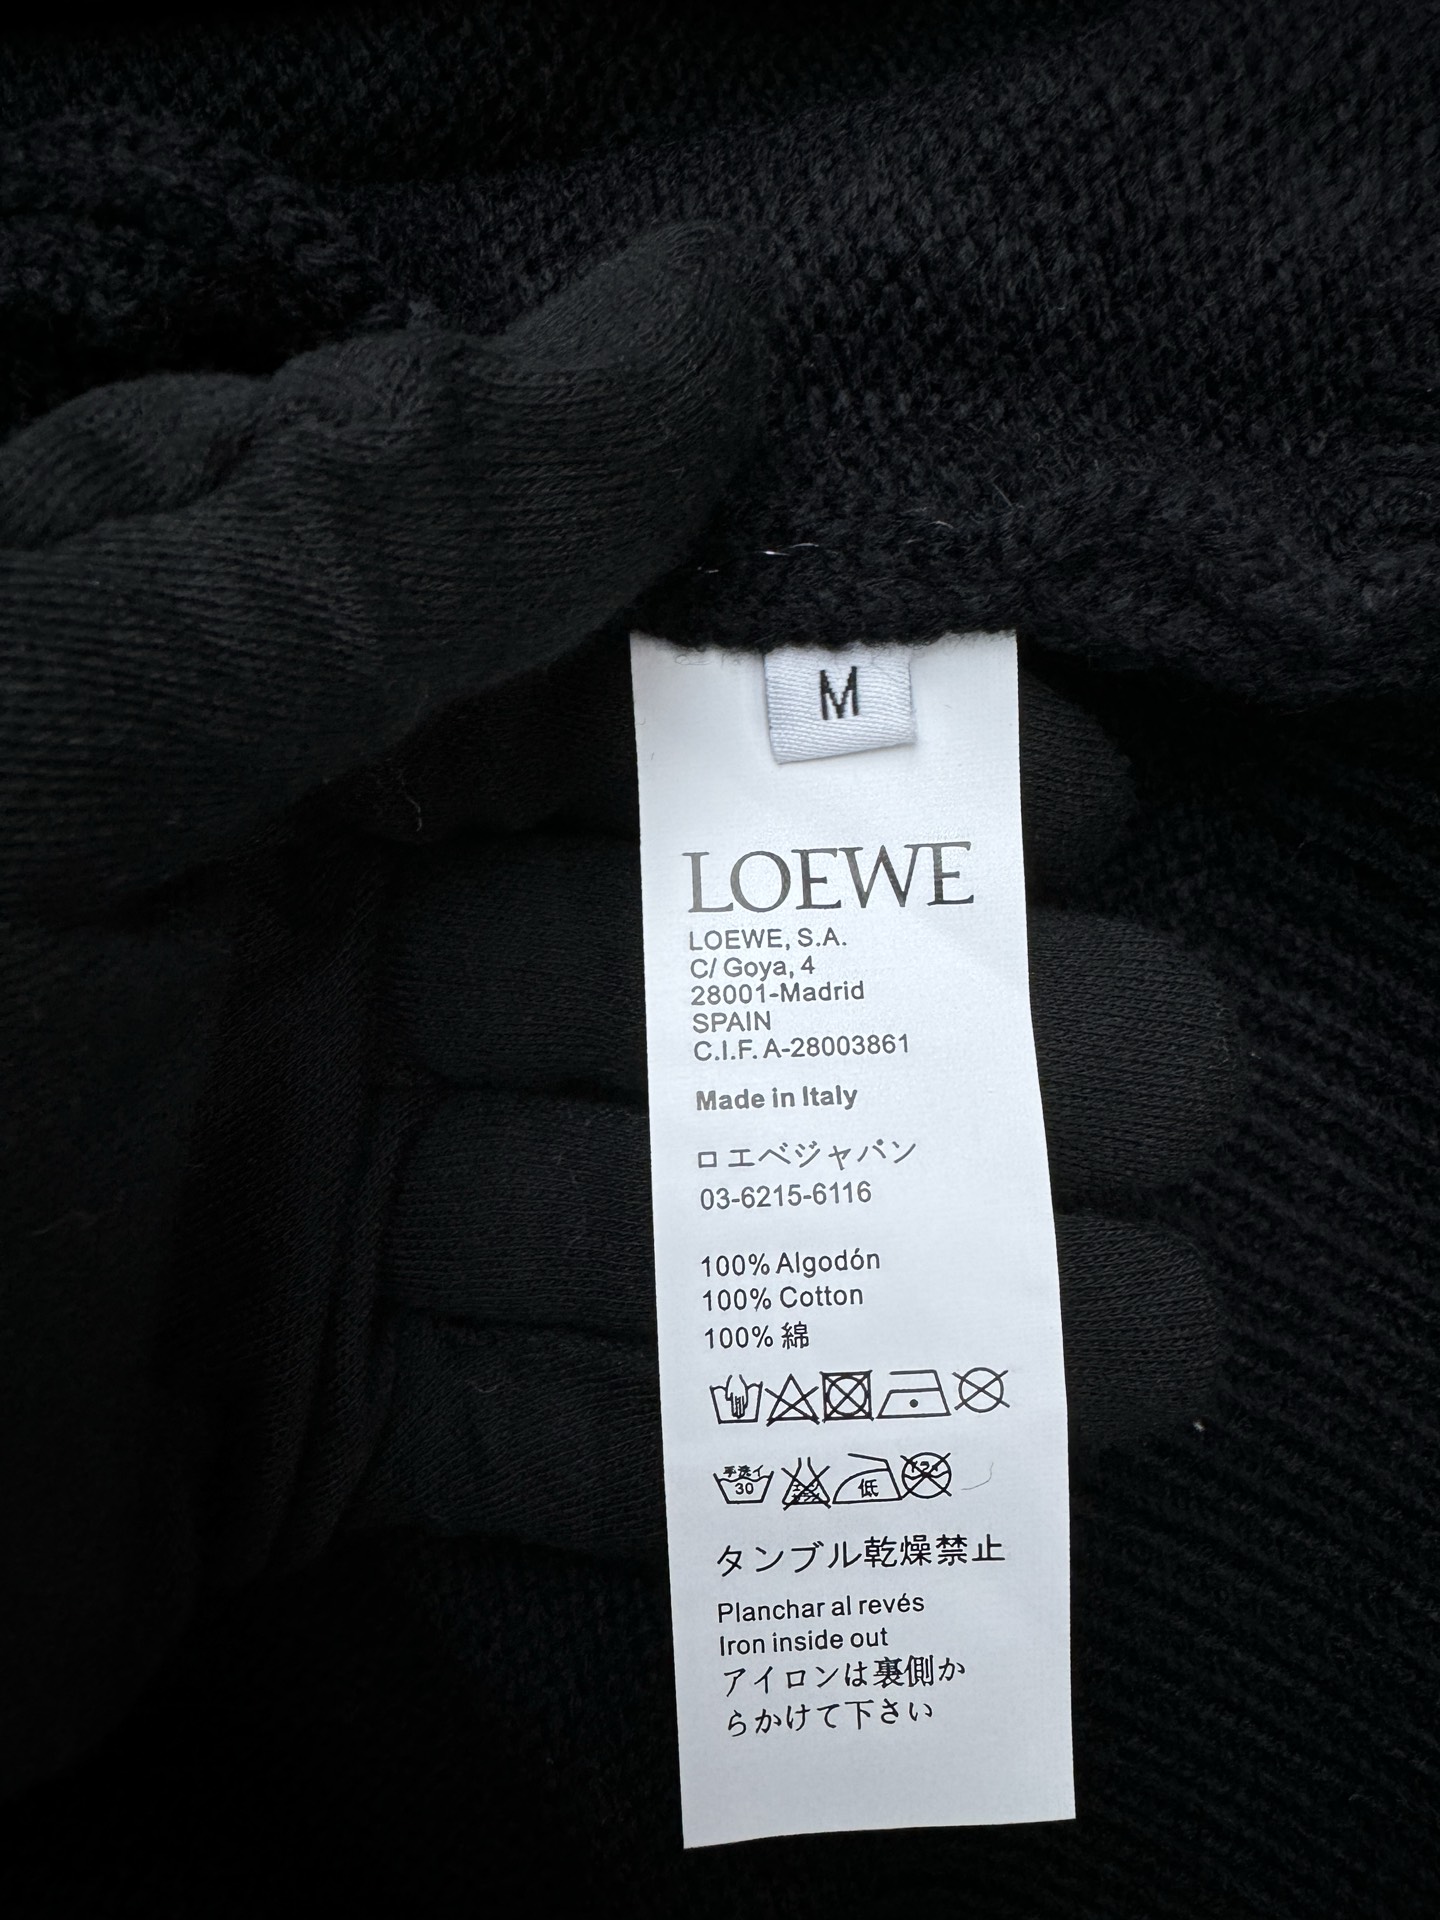 M
LOEWE
LOEWE, S.A.
C/ Goya, 4
28001-Madrid
SPAIN
C.I.F. A-28003861
Made in Italy
ロエベジャパン
03-6215-6116
100% Algodón
100% Cotton
100% 綿
手洗イ
30
低
タンブル乾燥禁止
Planchar al revés
Iron inside out
アイロンは裏側か
らかけて下さい